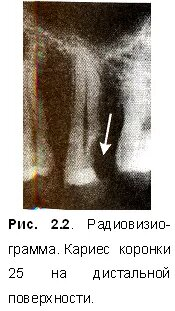 Рис. 2.2. Радиовизио-
грамма. Кариес коронки
25 на дистальной
поверхности.